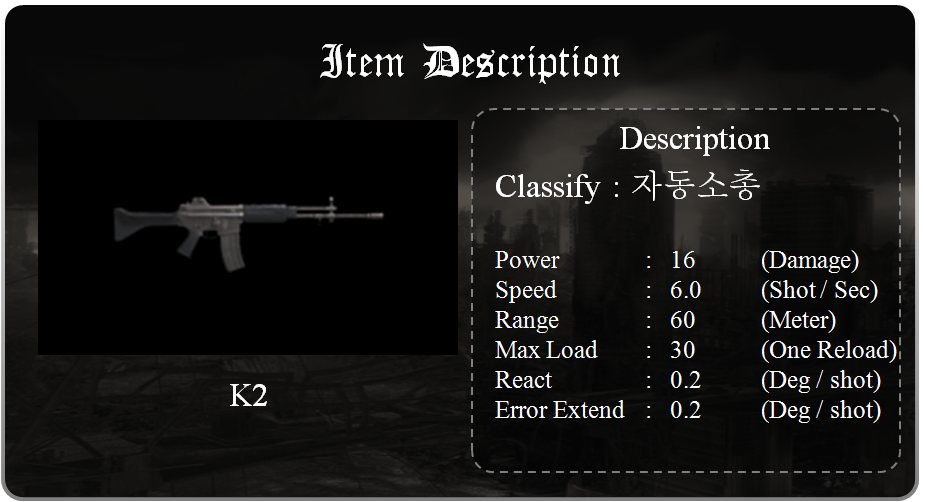 Item Description
Description
Classify : 자동소총
Power : 16 (Damage)
Speed : 6.0 (Shot / Sec)
Range : 60 (Meter)
Max Load : 30 (One Reload)
React : 0.2 (Deg / shot)
Error Extend : 0.2 (Deg / shot)
K2